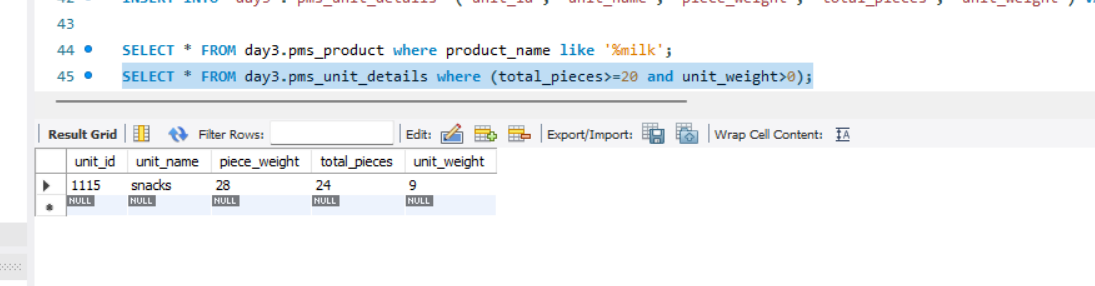 42 INSERT INTO `day3`.`pms_unit_details` (`unit_id`, `unit_name`, `piece_weight`, `total_pieces`, `unit_weight`)
43
44 SELECT * FROM day3.pms_product where product_name like '%milk';
45 SELECT * FROM day3.pms_unit_details where (total_pieces>=20 and unit_weight>0);
Result Grid Filter Rows: Edit: Export/Import: Wrap Cell Content: IA
unit_id unit_name piece_weight total_pieces unit_weight
1115 snacks 28 24 9
NULL NULL NULL NULL NULL